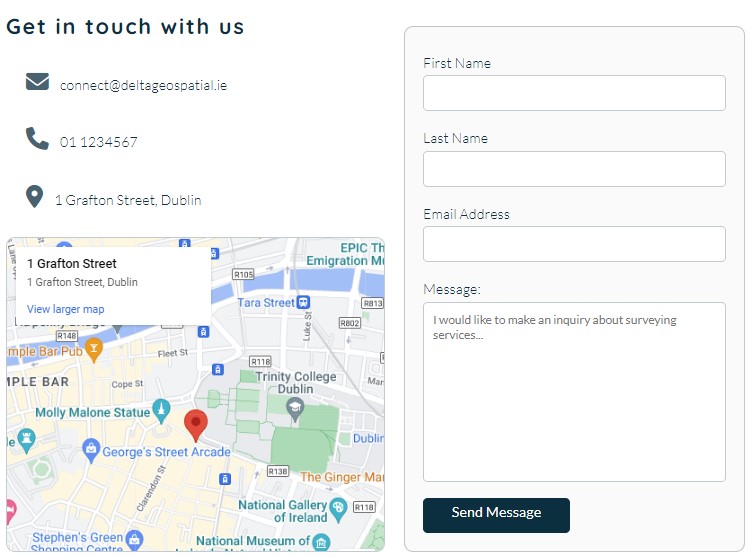 Get in touch with us
connect@deltageospatial.ie
01 1234567
1 Grafton Street, Dublin
1 Grafton Street
1 Grafton Street, Dublin
View larger map
EPIC Th
Emigration Mu
R105
Tara Street
R813
Luke St
R802
R148
mple Bar Pub
Fleet St
R118
MPLE BAR
Cope St
Trinity College
Dublin
Man
Molly Malone Statue
George's Street Arcade
Dublin
R138
The Ginger Man
Clarendon St
National Gallery
of Ireland
R118
Stephen's Green
Shopping Centre
National Museum of
First Name
Last Name
Email Address
Message:
I would like to make an inquiry about surveying
services...
Send Message